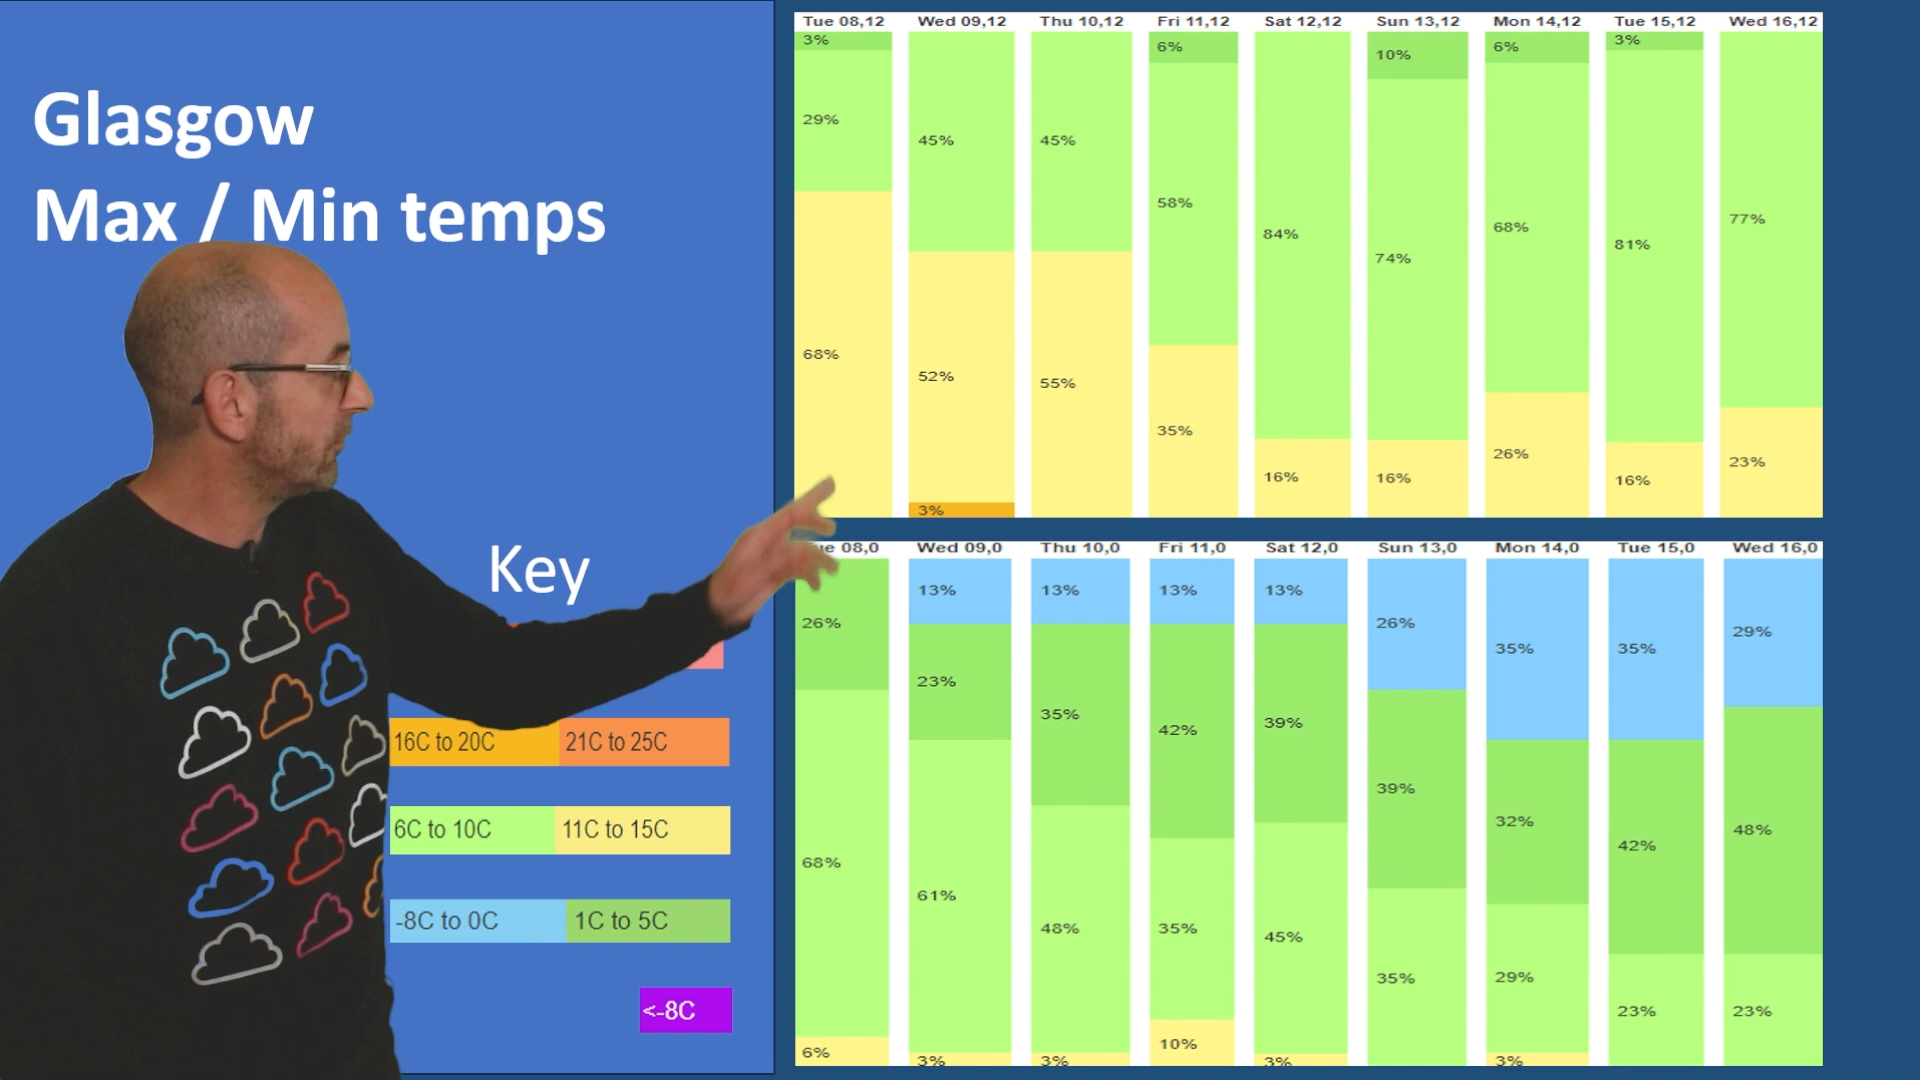 Glasgow
Max / Min temps
Key
16C to 20C 21C to 25C
6C to 10C 11C to 15C
-8C to 0C 1C to 5C
<-8C
Tue 08,12 Wed 09,12 Thu 10,12 Fri 11,12 Sat 12,12 Sun 13,12 Mon 14,12 Tue 15,12 Wed 16,12
3% 6% 10% 6% 3%
29% 45% 45% 58% 84% 74% 68% 81% 77%
68% 52% 55% 35% 16% 16% 26% 16% 23%
3%
08,0 Wed 09,0 Thu 10,0 Fri 11,0 Sat 12,0 Sun 13,0 Mon 14,0 Tue 15,0 Wed 16,0
13% 13% 13% 13% 26% 35% 35% 29%
26% 23% 35% 42% 39% 39% 32% 42% 48%
68% 61% 48% 35% 45% 35% 29% 23% 23%
6% 3% 3% 10% 3% 3%